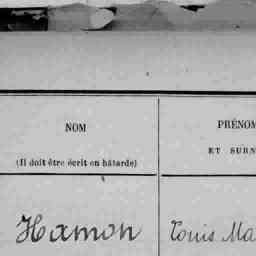 NOM
PRÉNOM
ET SURN
(Il doit être écrit en bâtarde)
Hamon
Louis Ma